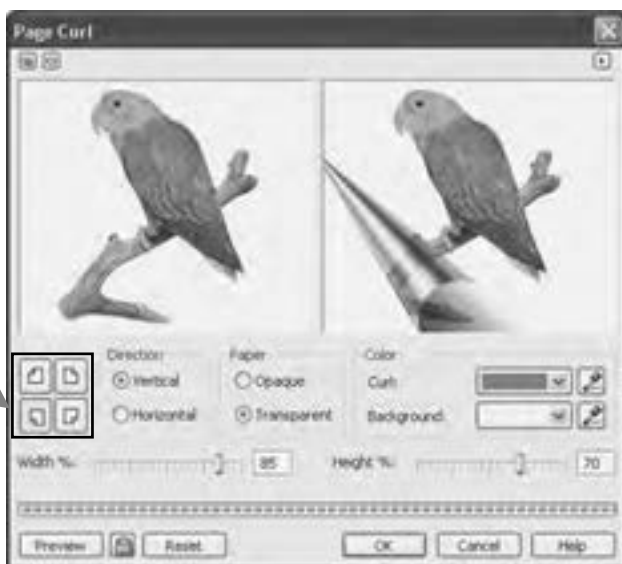 Page Curl
Direction
Vertical
Horizontal
Paper
Opaque
Transparent
Color
Curl:
Background:
Width %: 85
Height %: 70
Preview Reset OK Cancel Help